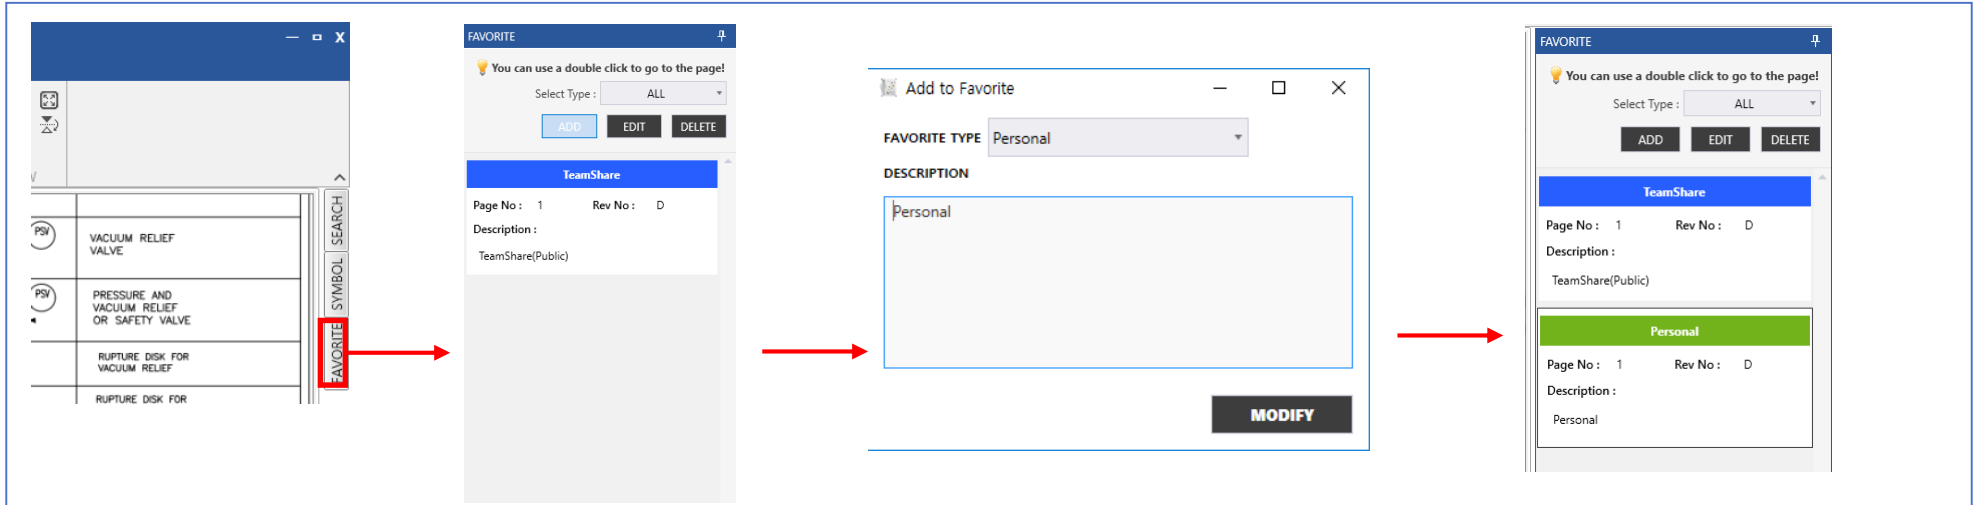 X
PSV
VACUUM RELIEF
VALVE
PSV
PRESSURE AND
VACUUM RELIEF
OR SAFETY VALVE
RUPTURE DISK FOR
VACUUM RELIEF
RUPTURE DISK FOR
SEARCH
SYMBOL
FAVORITE
FAVORITE
You can use a double click to go to the page!
Select Type : ALL
ADD EDIT DELETE
TeamShare
Page No : 1 Rev No : D
Description :
TeamShare(Public)
Add to Favorite
FAVORITE TYPE Personal
DESCRIPTION
Personal
MODIFY
FAVORITE
You can use a double click to go to the page!
Select Type : ALL
ADD EDIT DELETE
TeamShare
Page No : 1 Rev No : D
Description :
TeamShare(Public)
Personal
Page No : 1 Rev No : D
Description :
Personal